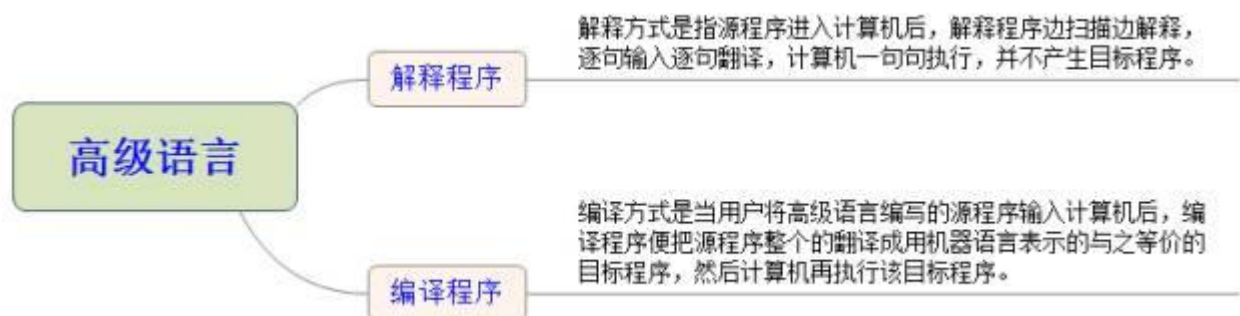 解释方式是指源程序进入计算机后，解释程序边扫描边解释，
逐句输入逐句翻译，计算机一句句执行，并不产生目标程序。
解释程序
高级语言
编译方式是当用户将高级语言编写的源程序输入计算机后，编
译程序便把源程序整个的翻译成用机器语言表示的与之等价的
目标程序，然后计算机再执行该目标程序。
编译程序